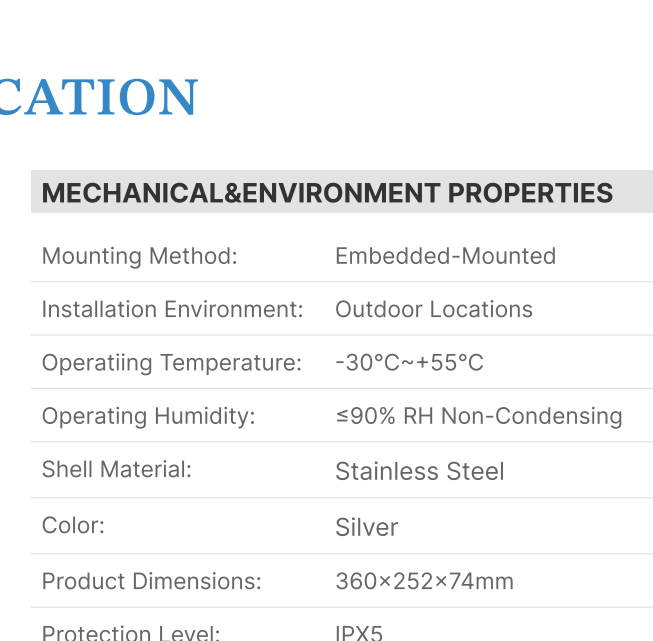 CATION
MECHANICAL&ENVIRONMENT PROPERTIES
Mounting Method: Embedded-Mounted
Installation Environment: Outdoor Locations
Operatiing Temperature: -30°C~+55°C
Operating Humidity: ≤90% RH Non-Condensing
Shell Material: Stainless Steel
Color: Silver
Product Dimensions: 360×252×74mm
Protection Level: IPX5